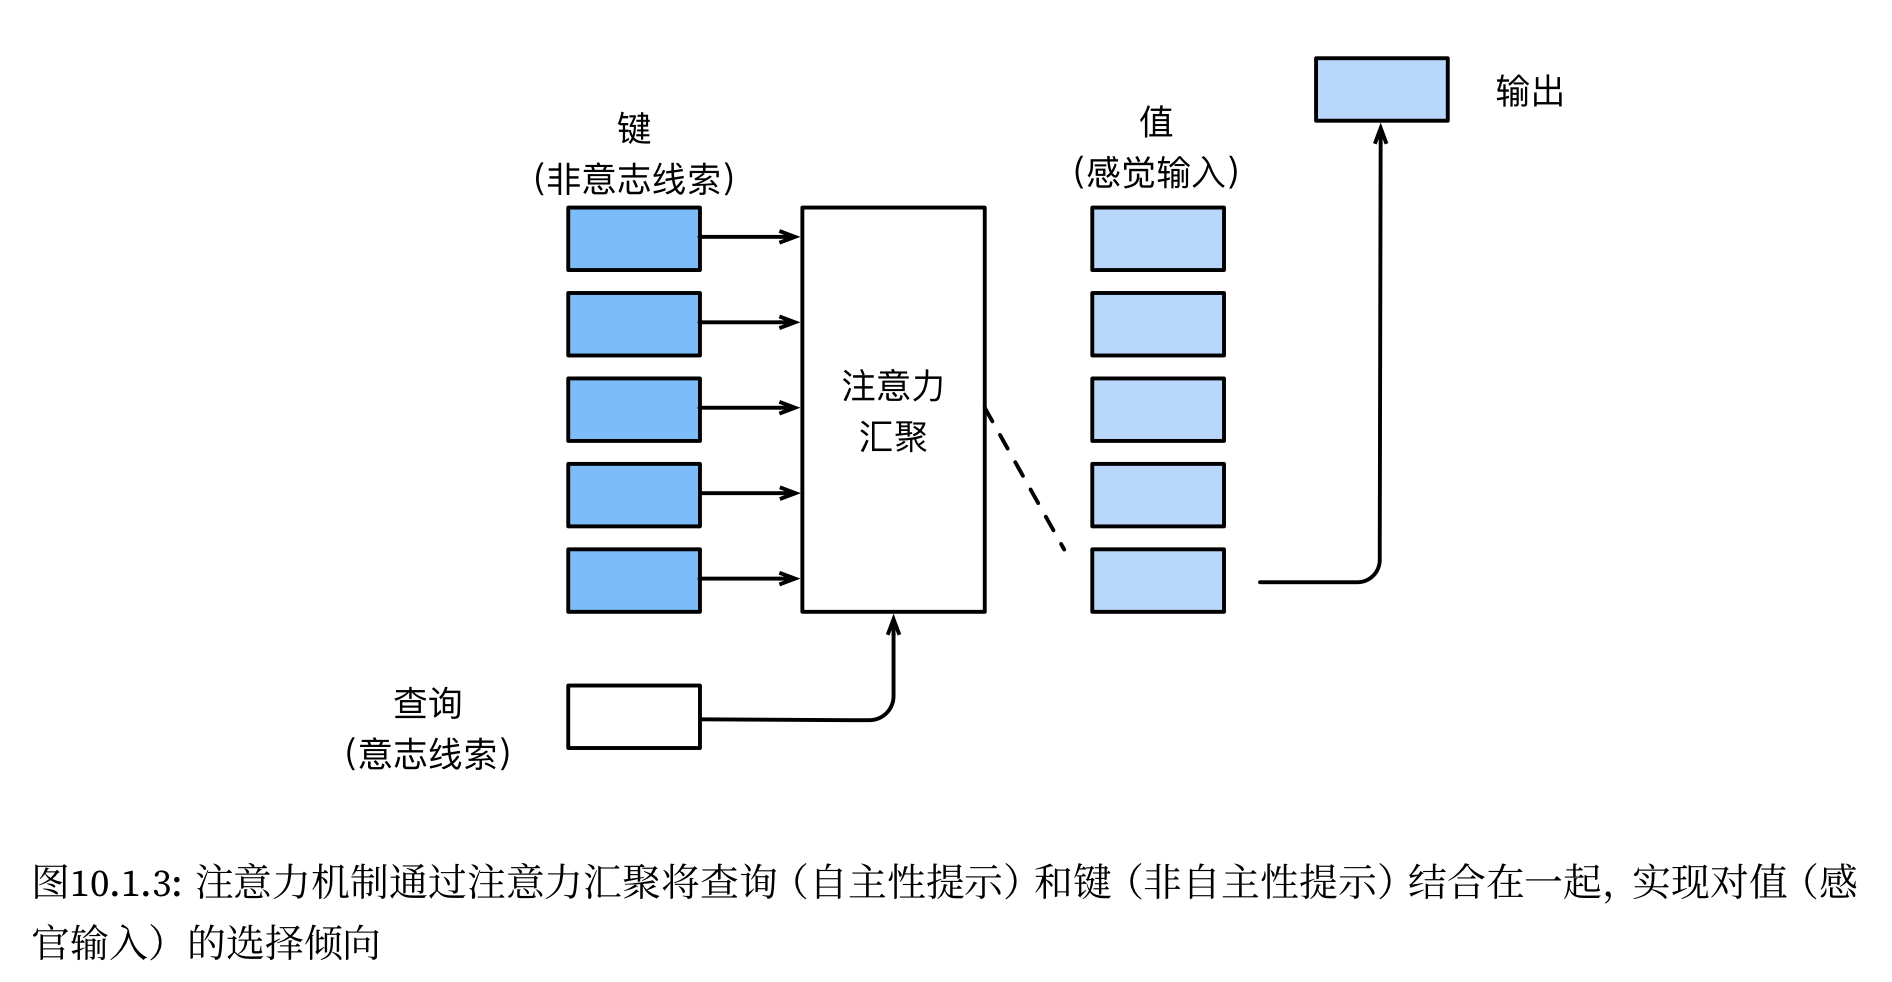 输出
键
(非意志线索)
值
(感觉输入)
注意力
汇聚
查询
(意志线索)
图10.1.3: 注意力机制通过注意力汇聚将查询（自主性提示）和键（非自主性提示）结合在一起，实现对值（感
官输入）的选择倾向